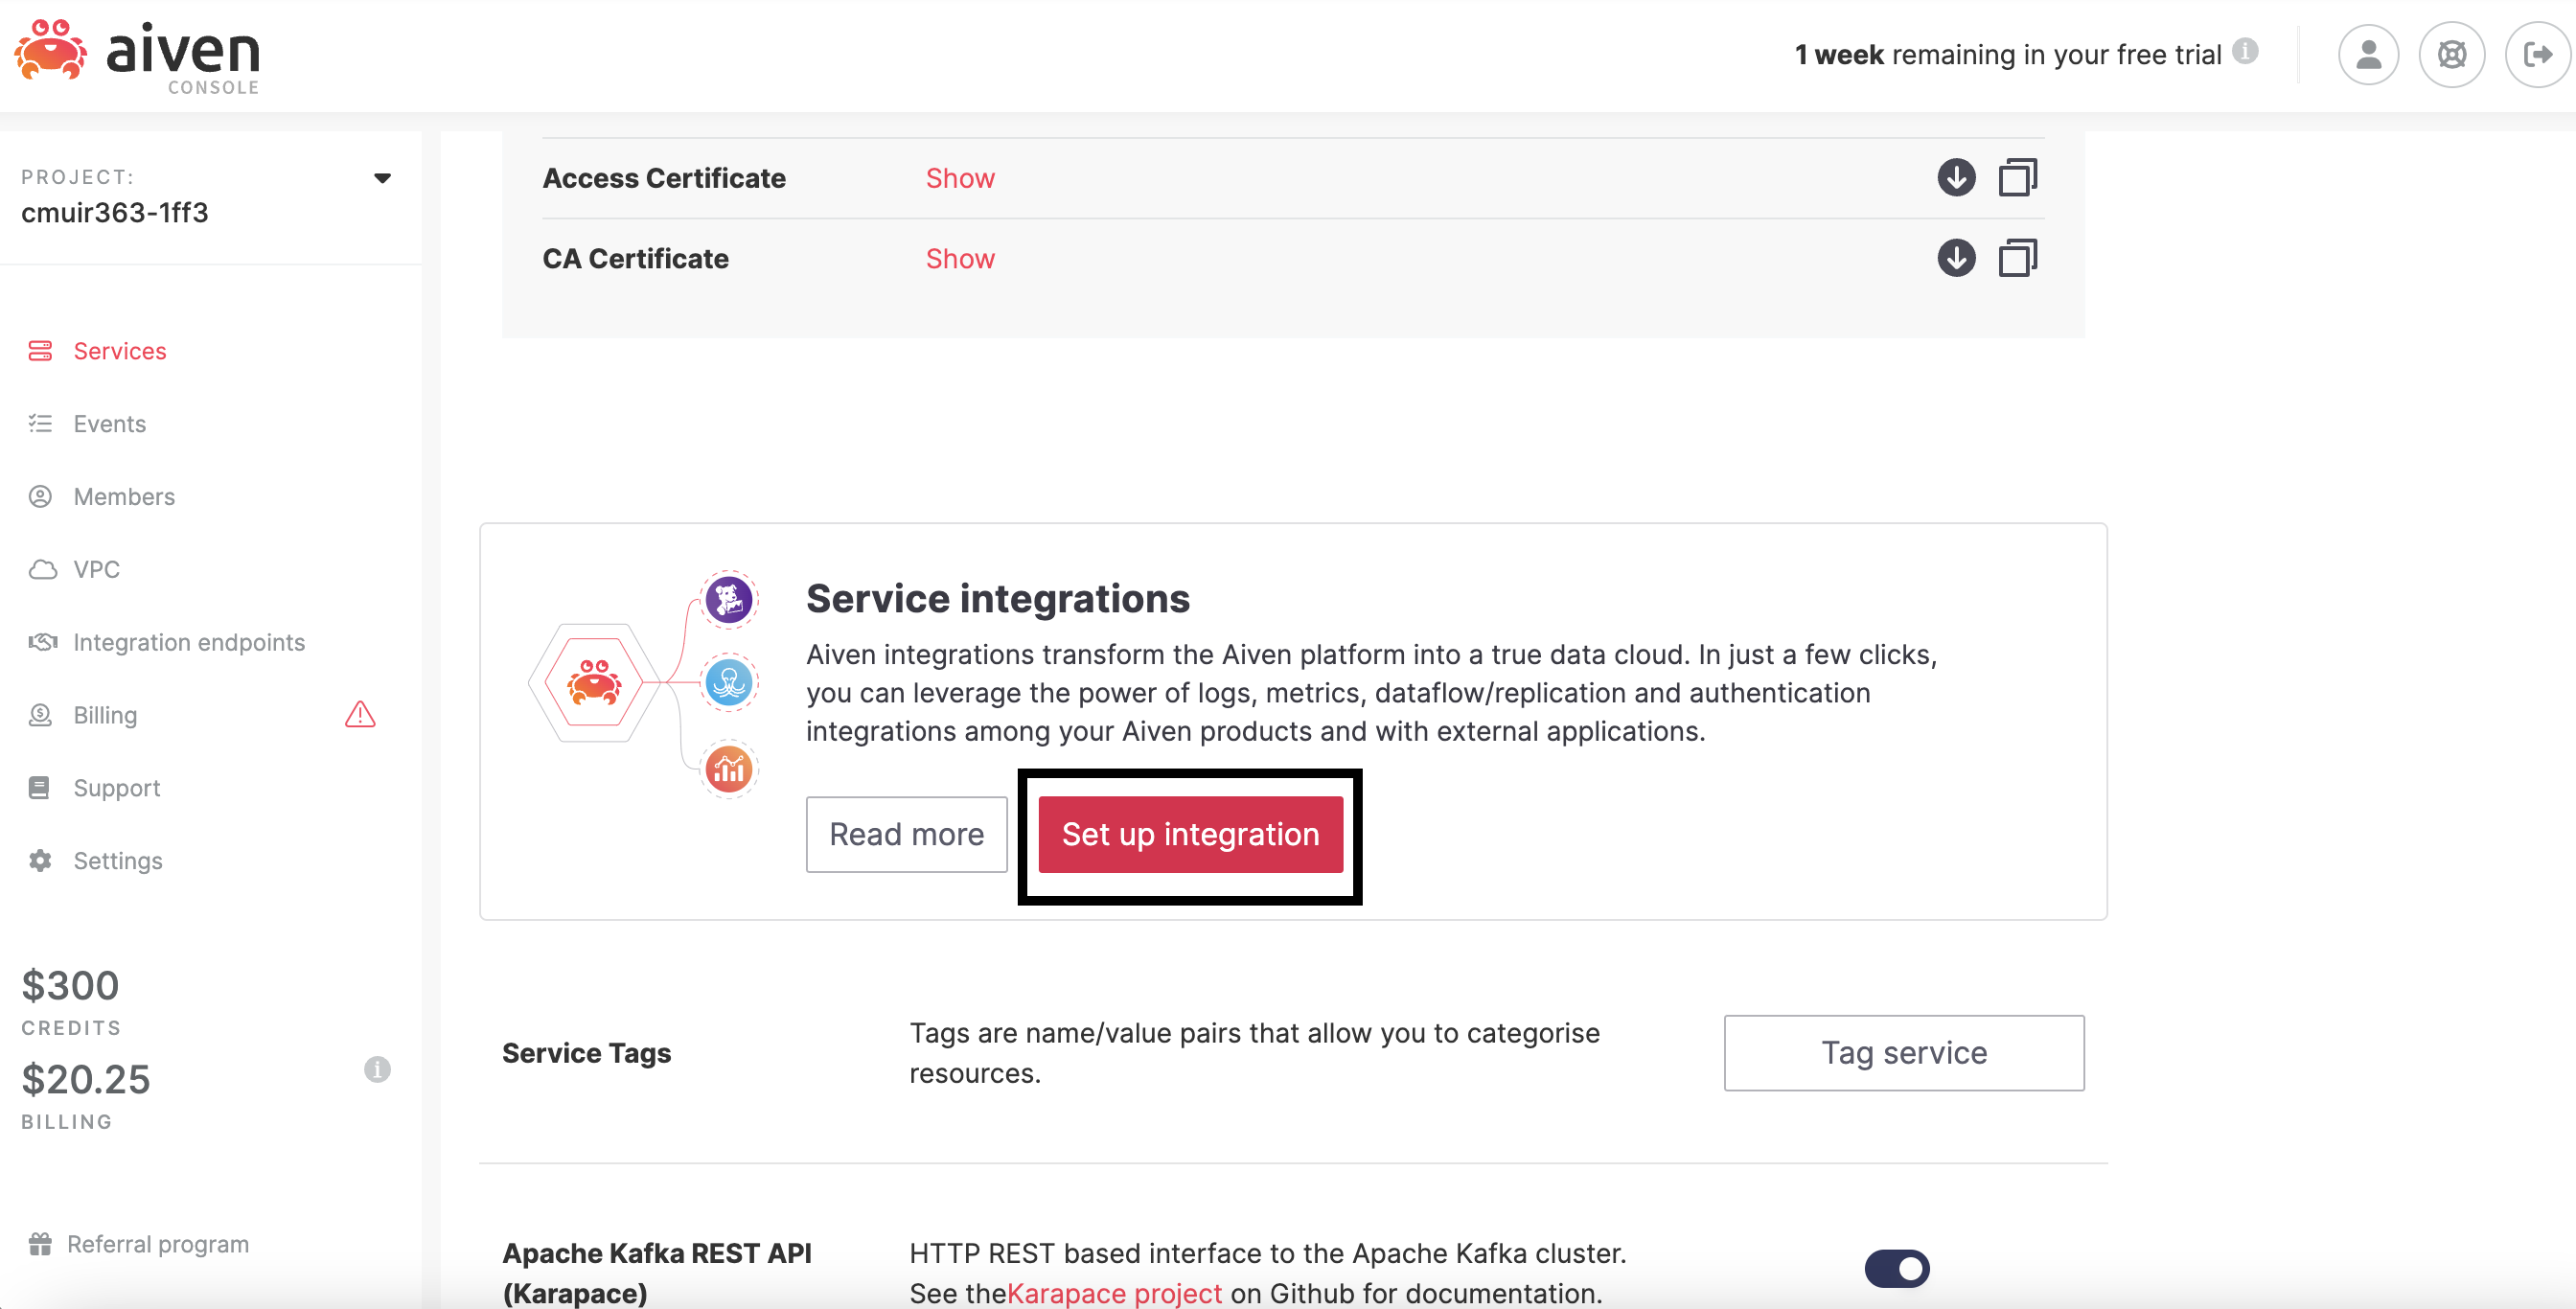 aiven
CONSOLE
1 week remaining in your free trial
PROJECT:
cmuir363-1ff3
Services
Events
Members
VPC
Integration endpoints
Billing
Support
Settings
$300
CREDITS
$20.25
BILLING
Referral program
Access Certificate Show
CA Certificate Show
Service integrations
Aiven integrations transform the Aiven platform into a true data cloud. In just a few clicks,
you can leverage the power of logs, metrics, dataflow/replication and authentication
integrations among your Aiven products and with external applications.
Read more Set up integration
Service Tags
Tags are name/value pairs that allow you to categorise
resources.
Tag service
Apache Kafka REST API
(Karapace)
HTTP REST based interface to the Apache Kafka cluster.
See theKarapace project on Github for documentation.